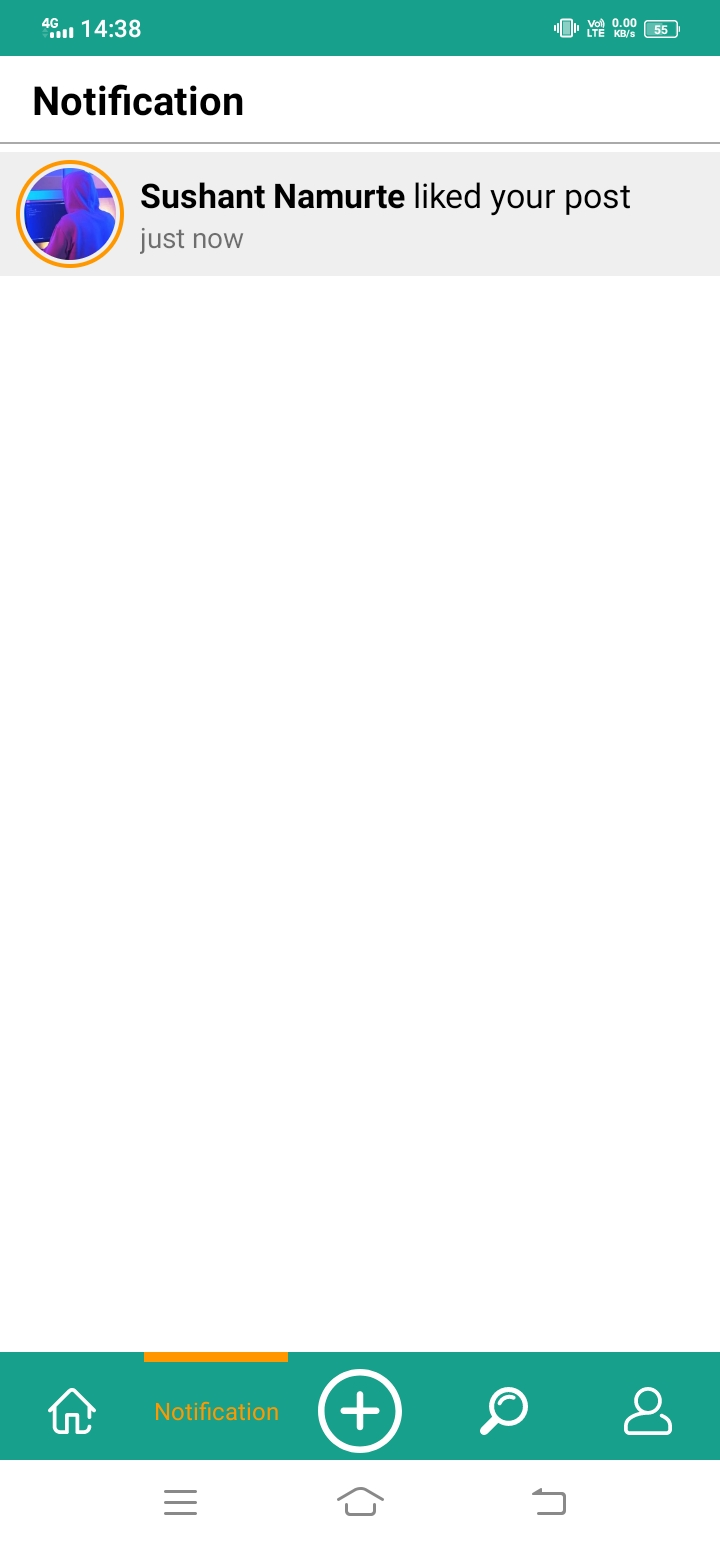 4G 14:38 Vo) LTE 0.00 KB/s 55
Notification
Sushant Namurte liked your post
just now
Notification